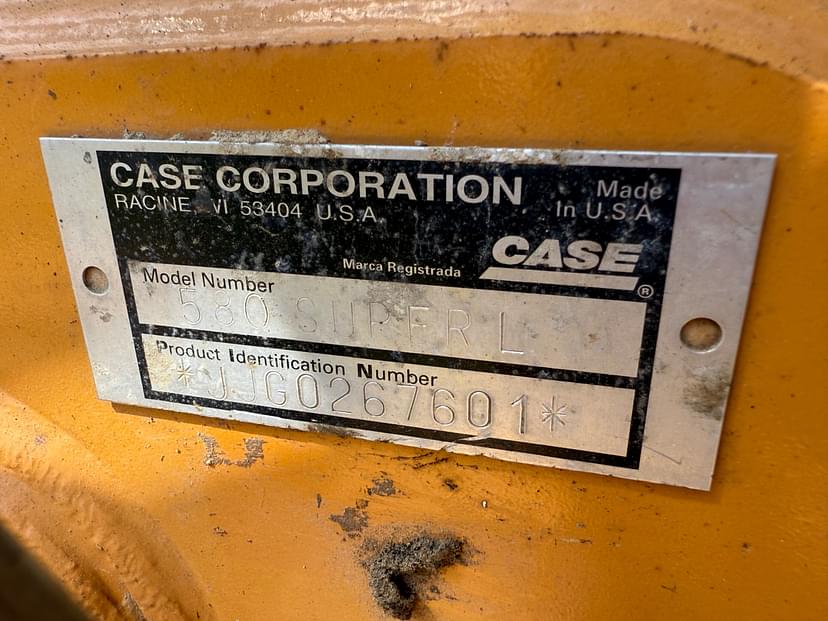 CASE CORPORATION
RACINE, WI 53404 U.S.A.
Made
In U.S.A.
Marca Registrada
CASE ®
Model Number
580 SUPER L
Product Identification Number
*JJG0267601*